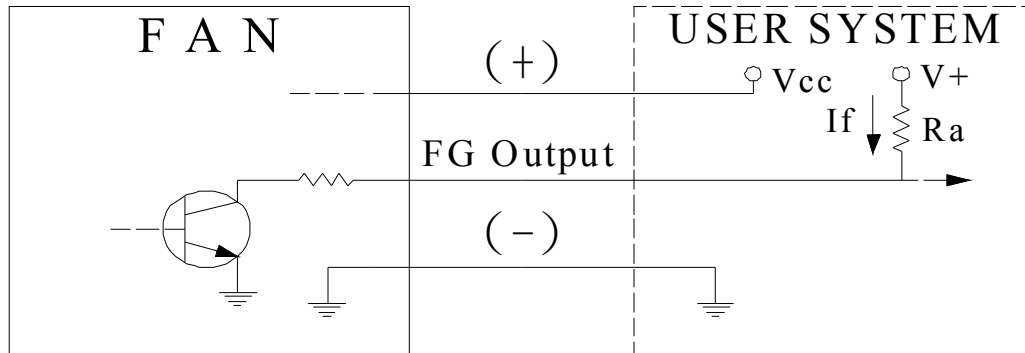 F A N
USER SYSTEM
(+)
Vcc
V+
If
Ra
FG Output
(-)